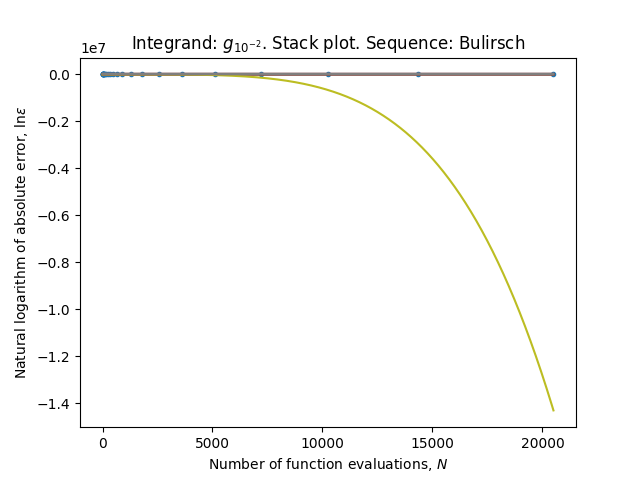 Integrand: g₁₀₋₂. Stack plot. Sequence: Bulirsch
1e7
0.0
−0.2
−0.4
−0.6
−0.8
−1.0
−1.2
−1.4
Natural logarithm of absolute error, lnε
0 5000 10000 15000 20000
Number of function evaluations, N